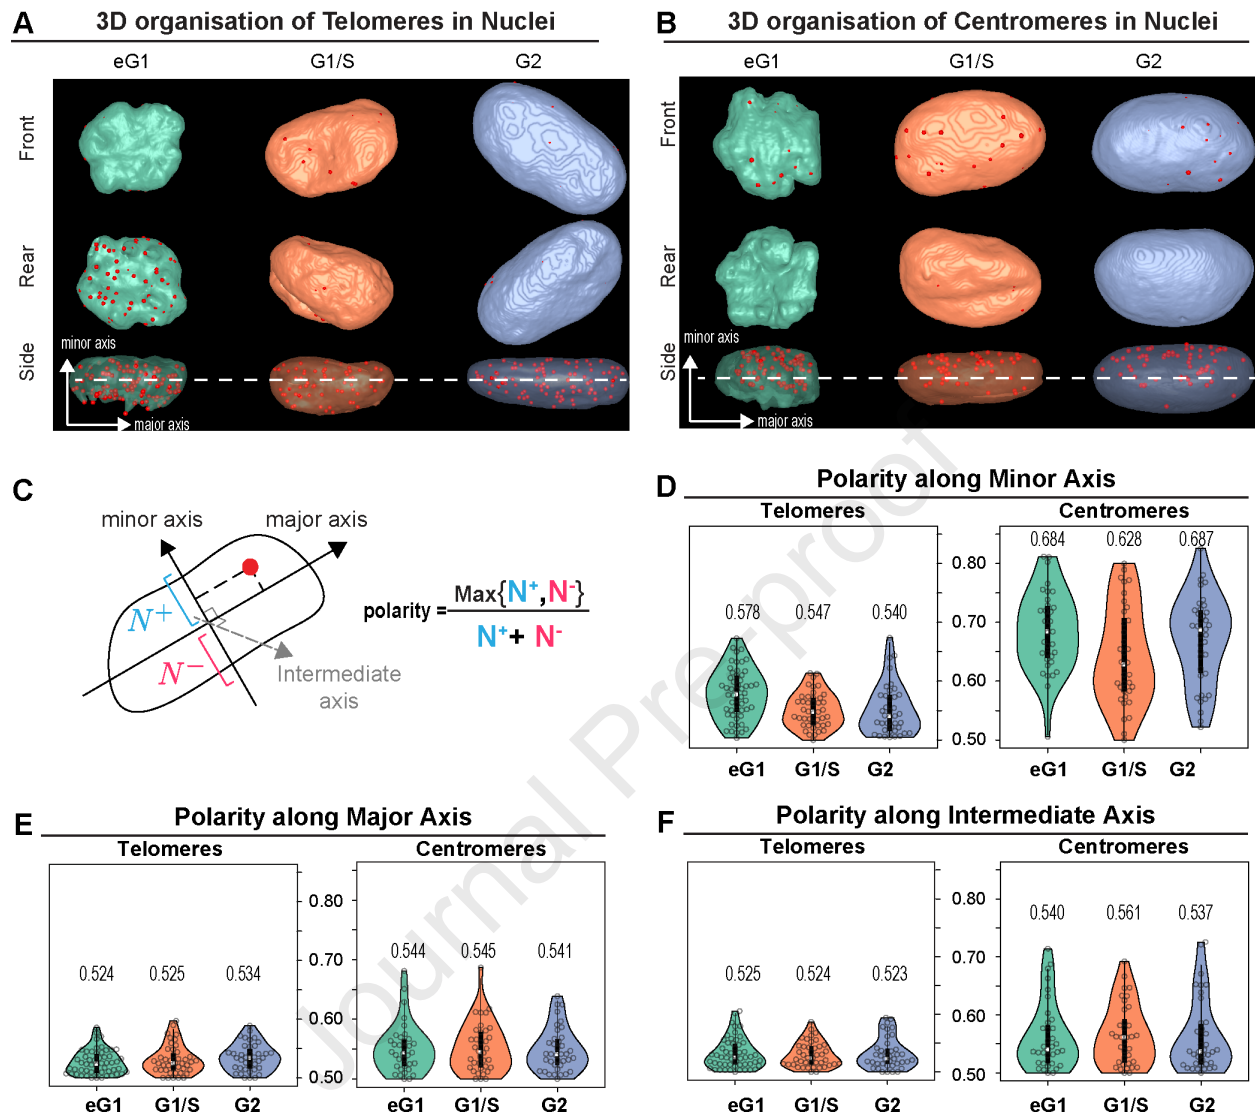 A 3D organisation of Telomeres in Nuclei
eG1 G1/S G2
Front
Rear
Side
minor axis
major axis
B 3D organisation of Centromeres in Nuclei
eG1 G1/S G2
Front
Rear
Side
minor axis
major axis
C
minor axis major axis
N+
N−
Intermediate
axis
polarity = Max{N+,N-}
N++ N-
D Polarity along Minor Axis
Telomeres Centromeres
0.578 0.547 0.540
0.684 0.628 0.687
0.80
0.70
0.60
0.50
eG1 G1/S G2
eG1 G1/S G2
E Polarity along Major Axis
Telomeres Centromeres
0.524 0.525 0.534
0.544 0.545 0.541
0.80
0.70
0.60
0.50
eG1 G1/S G2
eG1 G1/S G2
F Polarity along Intermediate Axis
Telomeres Centromeres
0.525 0.524 0.523
0.540 0.561 0.537
0.80
0.70
0.60
0.50
eG1 G1/S G2
eG1 G1/S G2
Journal Pre-proof